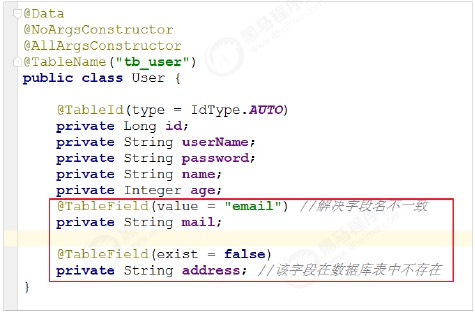 @Data
@NoArgsConstructor
@AllArgsConstructor
@TableName("tb_user")
public class User {
@TableId(type = IdType.AUTO)
private Long id;
private String userName;
private String password;
private String name;
private Integer age;
@TableField(value = "email") //解决字段名不一致
private String mail;
@TableField(exist = false)
private String address; //该字段在数据库表中不存在
}